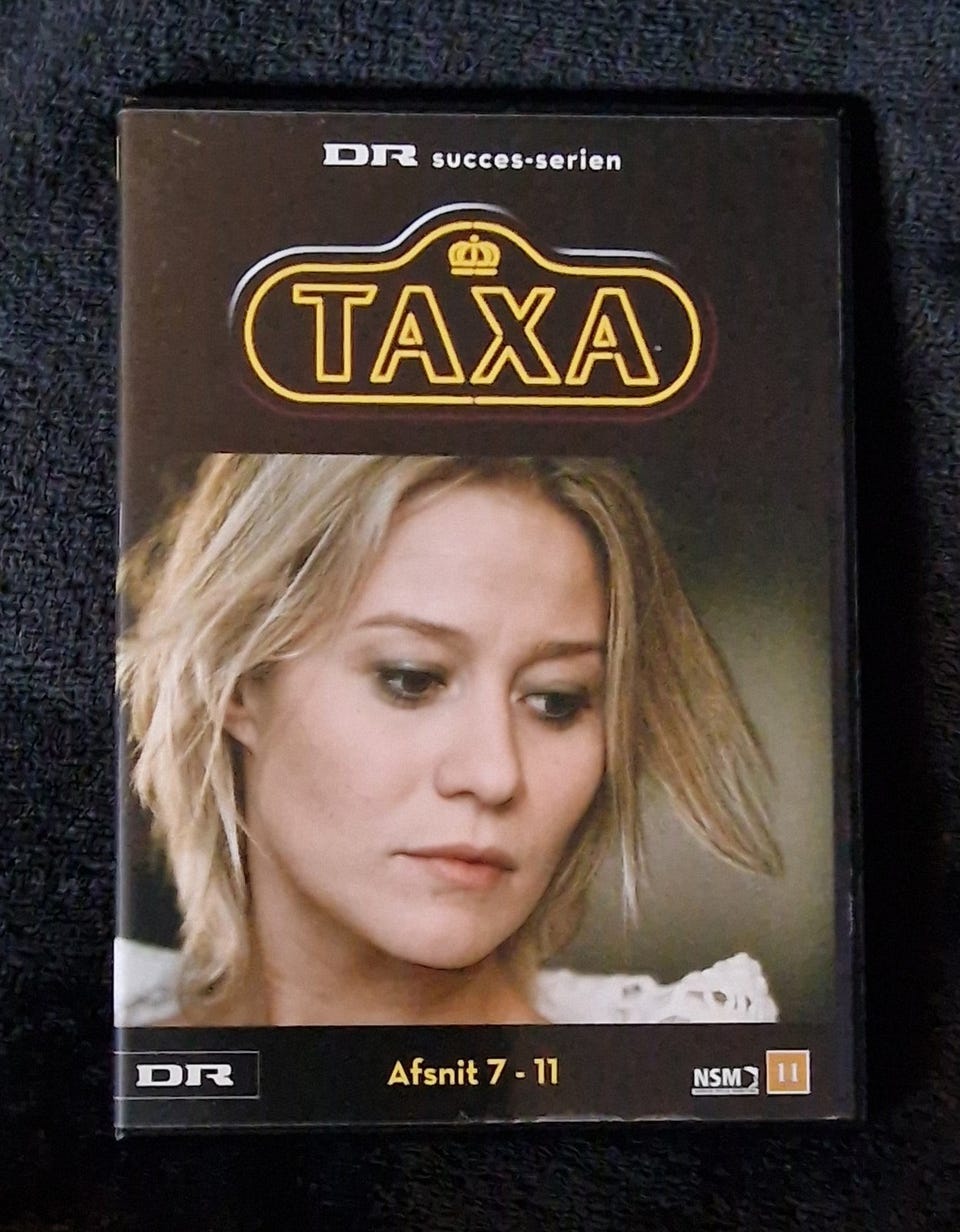 DR succes-serien
TAXA
DR
Afsnit 7 - 11
NSM
11